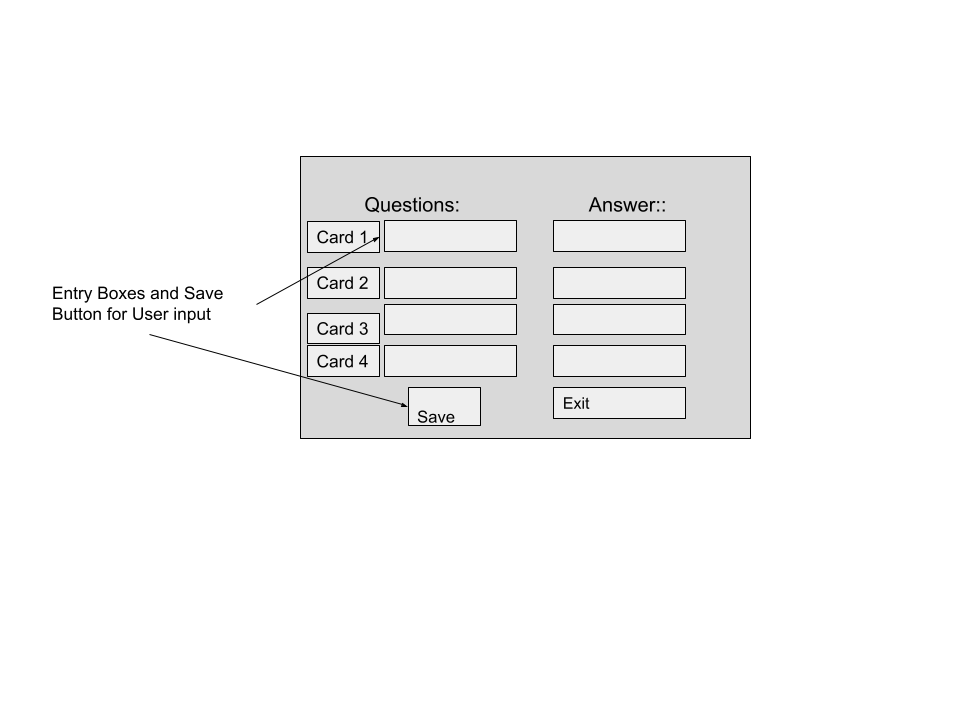 Questions:
Answer::
Card 1
Card 2
Entry Boxes and Save
Button for User input
Card 3
Card 4
Save
Exit